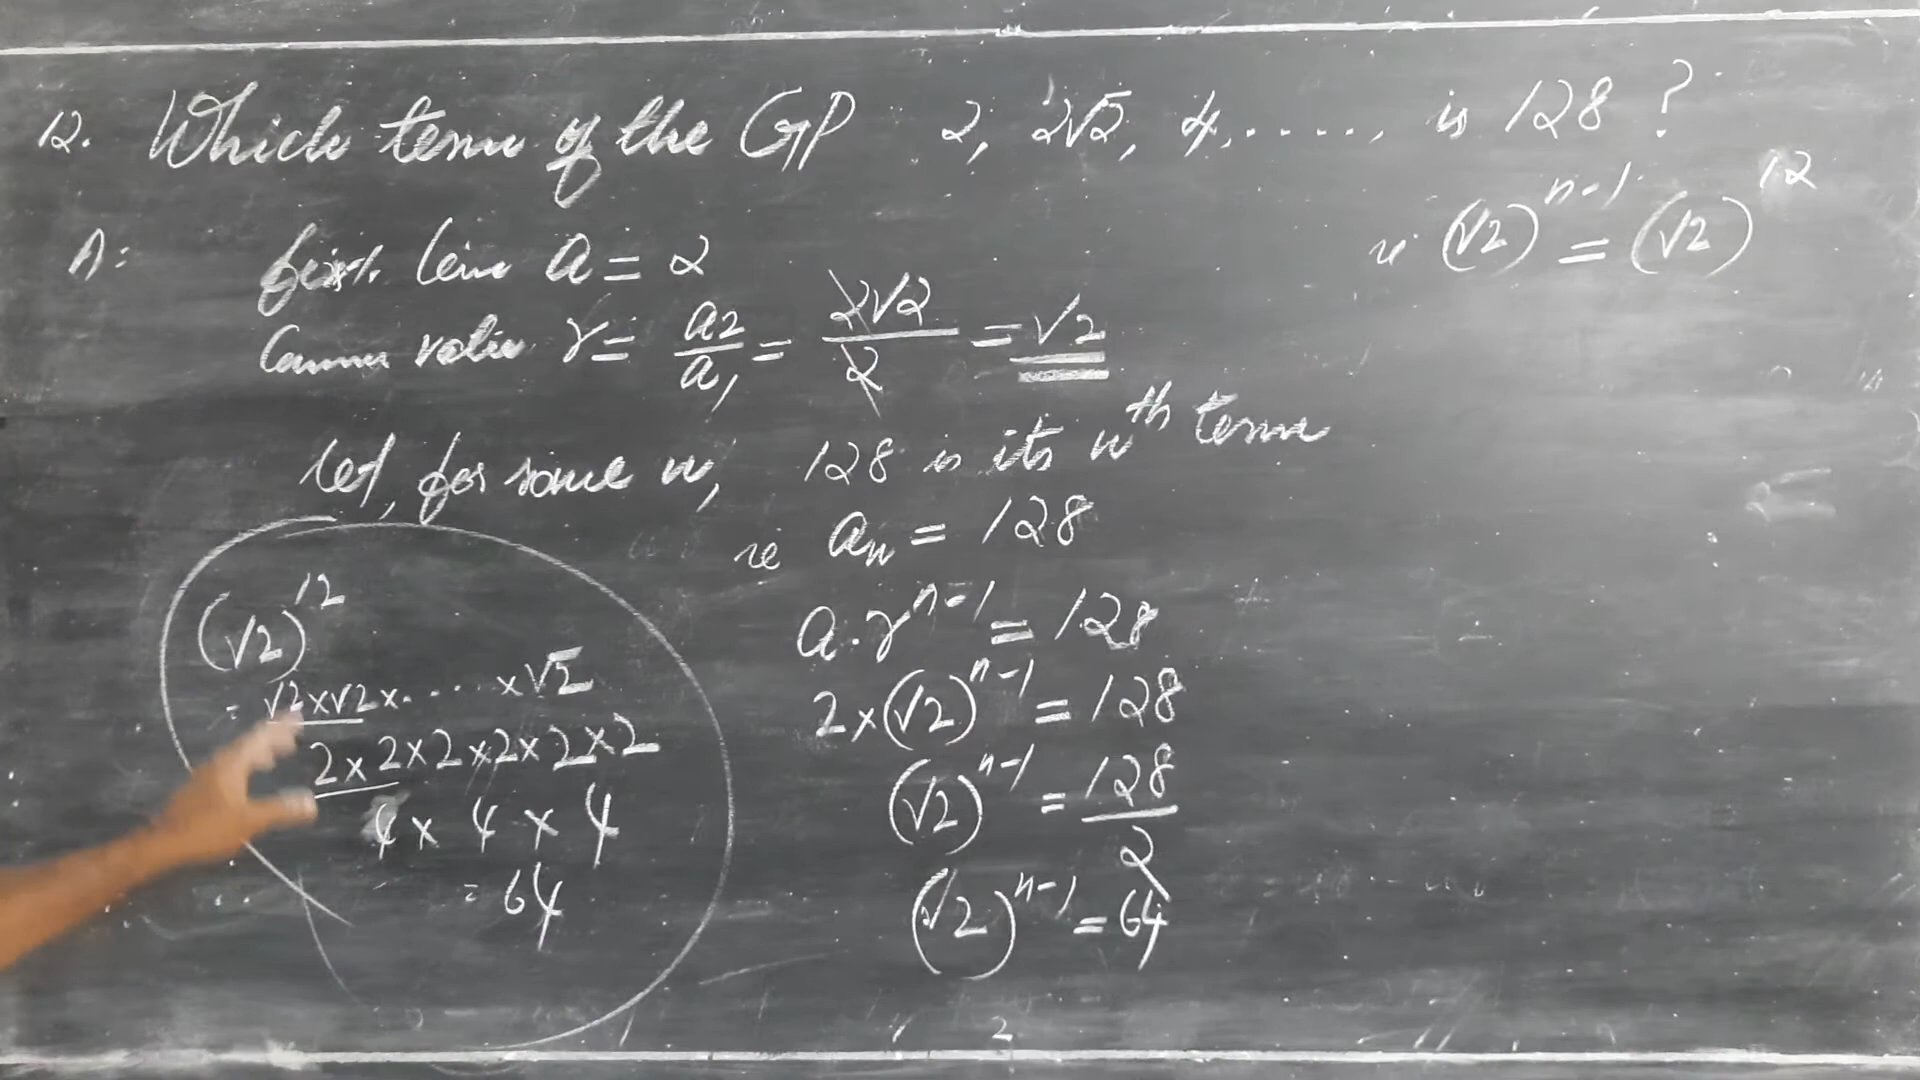 12. Which term of the GP 2, 2√2, 4, . . . . . , is 128 ?
A: first term a = 2
Common ratio r = a2/a1 = 2√2/2 = √2
let, for some n, 128 is its nth term
ie an = 128
a.r^n-1 = 128
2×(√2)^n-1 = 128
(√2)^n-1 = 128/2
(√2)^n-1 = 64
(√2)^12
= √2×√2×. . . . ×√2
2×2×2×2×2×2
4× 4 × 4
= 64
ie (√2)^n-1 = (√2)^12